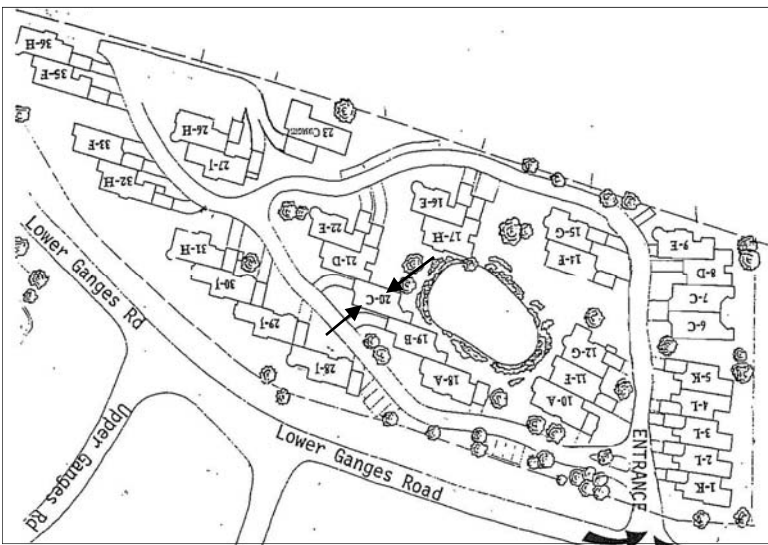 36-H
35-E
33-F
32-H
26-H
27-J
23 Custom
31-H
30-J
29-J
28-J
22-E
21-D
20-C
19-B
18-A
16-E
17-H
15-G
14-F
12-G
11-F
10-A
9-E
8-D
7-C
6-C
5-K
4-L
3-L
2-L
1-K
ENTRANCE
Lower Ganges Rd
Upper Ganges Rd
Lower Ganges Road